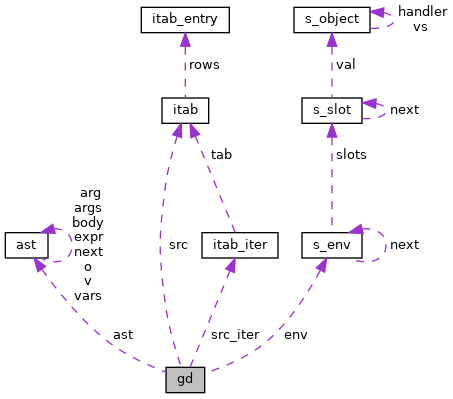 itab_entry
s_object
handler
vs
rows
val
itab
s_slot
next
tab
slots
arg
args
body
expr
next
o
v
vars
ast
src
itab_iter
s_env
next
ast
src_iter
env
gd